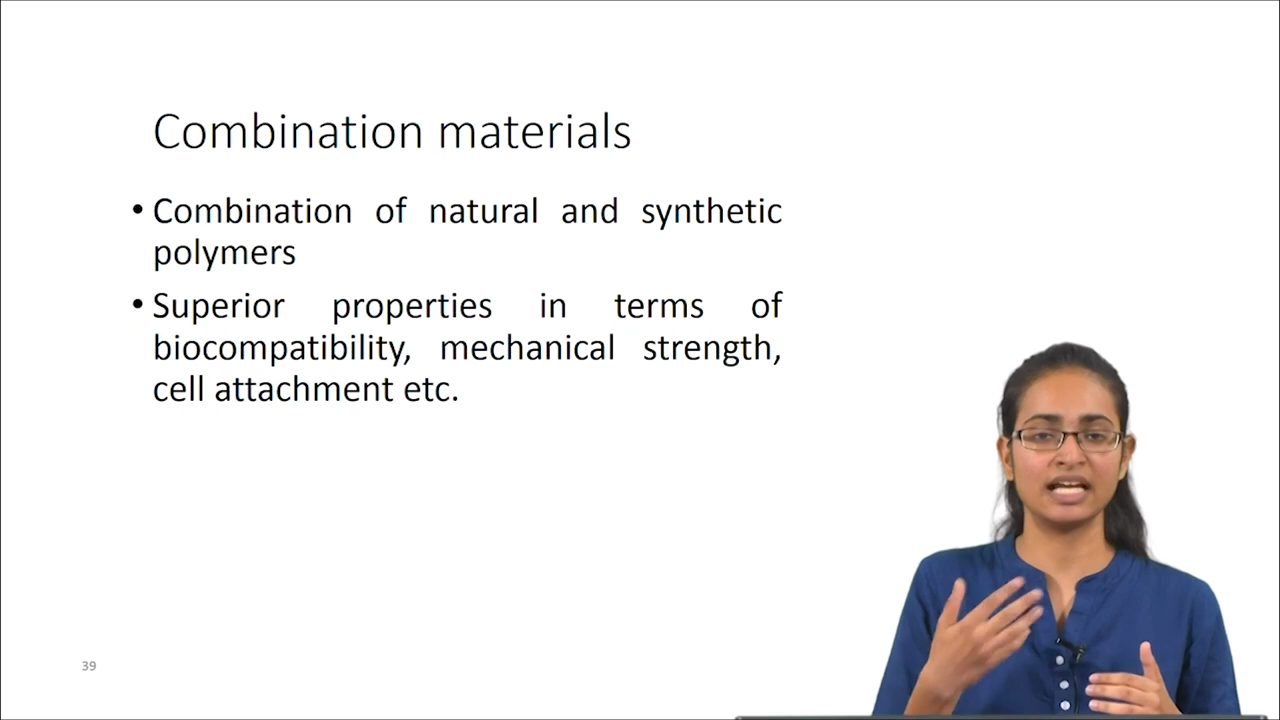 Combination materials
• Combination of natural and synthetic
polymers
• Superior properties in terms of
biocompatibility, mechanical strength,
cell attachment etc.
39